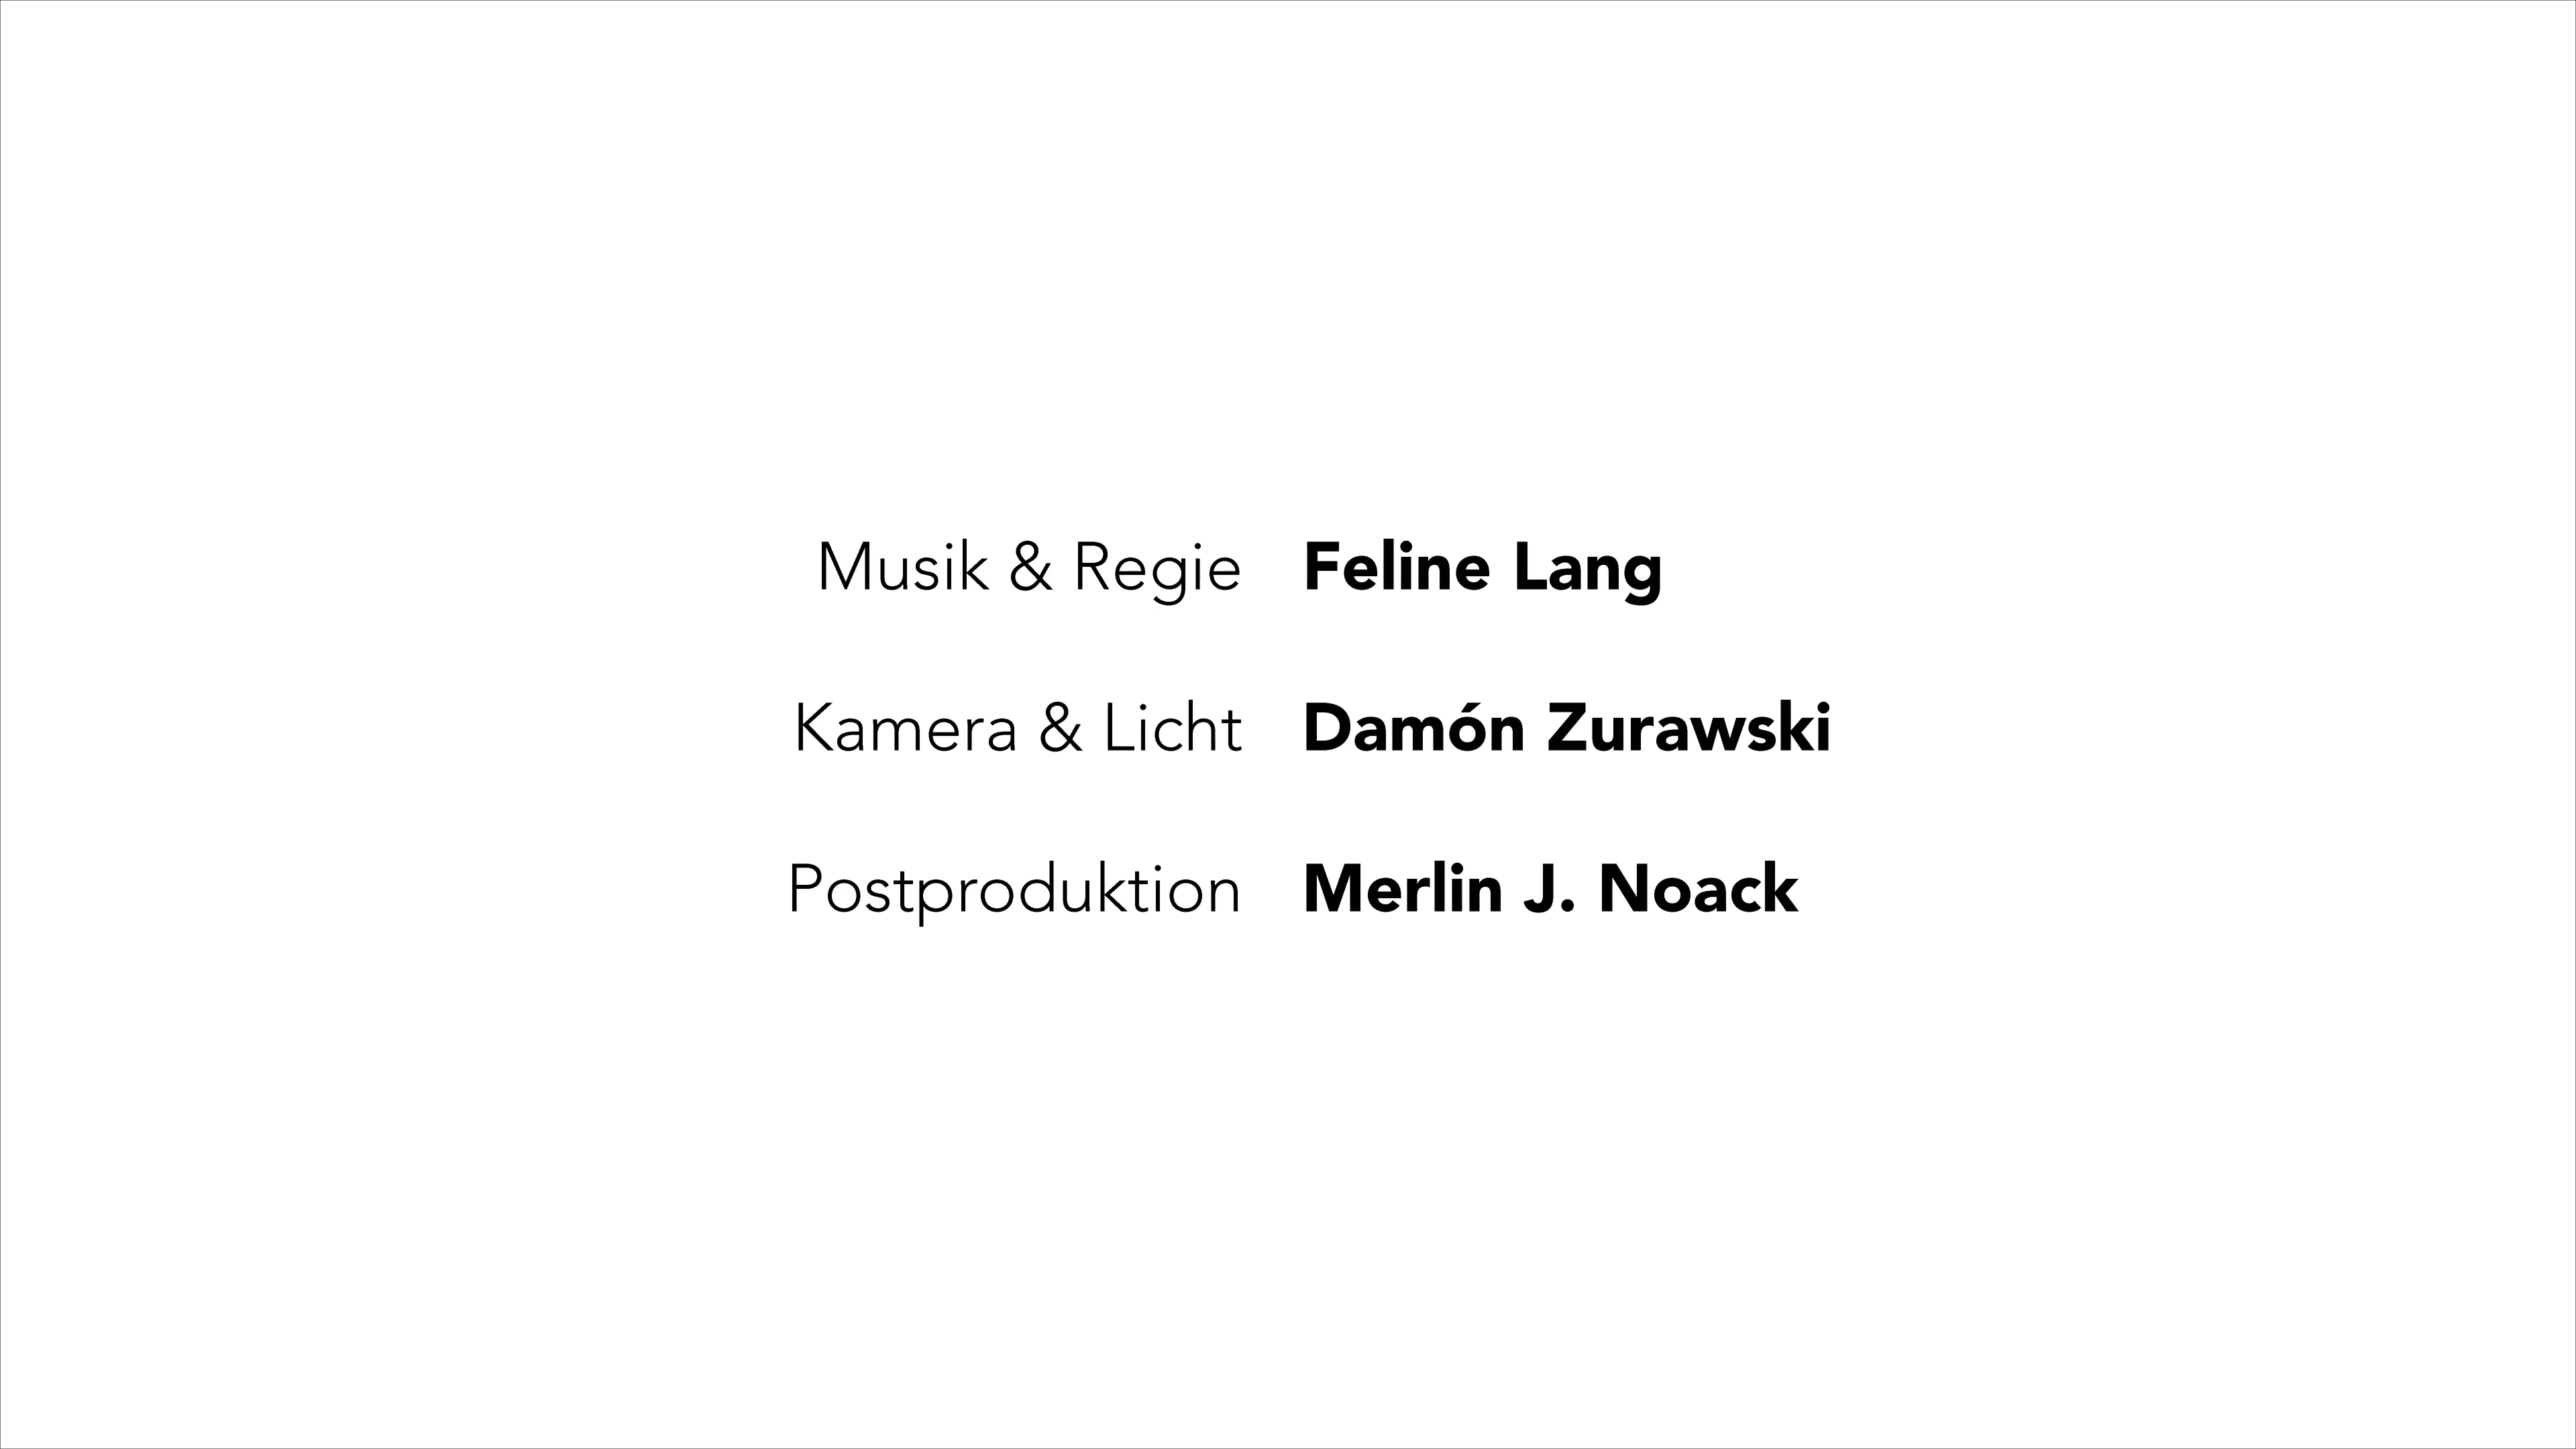 Musik & Regie Feline Lang
Kamera & Licht Damón Zurawski
Postproduktion Merlin J. Noack